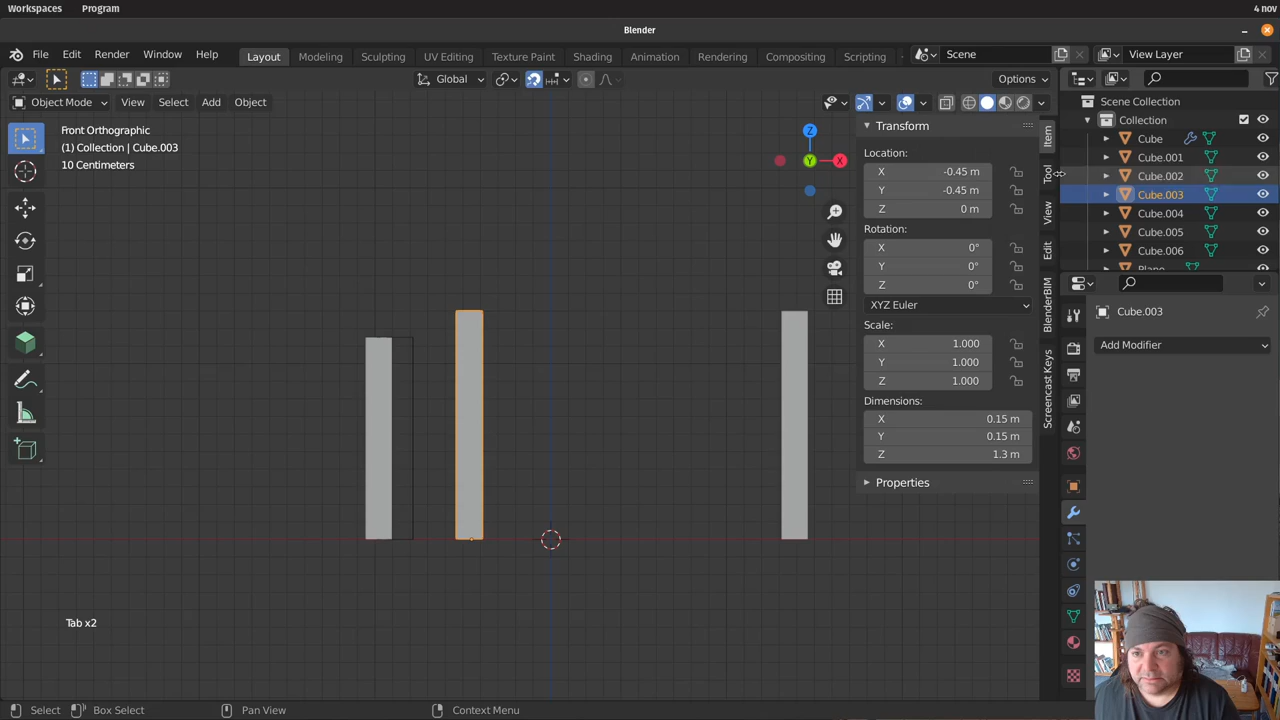 Workspaces Program 4 nov
Blender
File Edit Render Window Help Layout Modeling Sculpting UV Editing Texture Paint Shading Animation Rendering Compositing Scripting Scene View Layer
Global Options
Object Mode View Select Add Object
Front Orthographic
(1) Collection | Cube.003
10 Centimeters
Z
Y
X
Transform
Location:
X -0.45 m
Y -0.45 m
Z 0 m
Rotation:
X 0°
Y 0°
Z 0°
XYZ Euler
Scale:
X 1.000
Y 1.000
Z 1.000
Dimensions:
X 0.15 m
Y 0.15 m
Z 1.3 m
Properties
Item
Tool
View
Edit
BlenderBIM
Screencast Keys
Scene Collection
Collection
Cube
Cube.001
Cube.002
Cube.003
Cube.004
Cube.005
Cube.006
Plane
Cube.003
Add Modifier
Tab x2
Select Box Select Pan View Context Menu